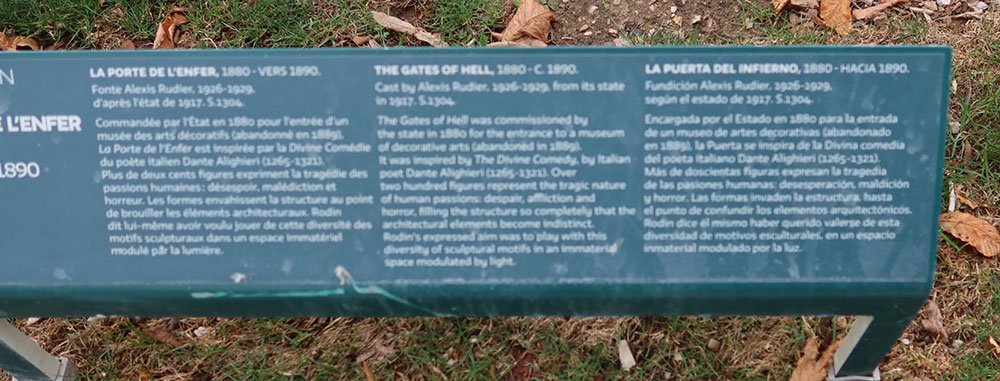 N
E L'ENFER
1890
LA PORTE DE L'ENFER, 1880 - VERS 1890.
Fonte Alexis Rudier, 1926-1929,
d'après l'état de 1917. S.1304.
Commandée par l'État en 1880 pour l'entrée d'un
musée des arts décoratifs (abandonné en 1889).
La Porte de l'Enfer est inspirée par la Divine Comédie
du poète italien Dante Alighieri (1265-1321).
Plus de deux cents figures expriment la tragédie des
passions humaines : désespoir, malédiction et
horreur. Les formes envahissent la structure au point
de brouiller les éléments architecturaux. Rodin
dit lui-même avoir voulu jouer de cette diversité des
motifs sculpturaux dans un espace immatériel
modulé par la lumière.
THE GATES OF HELL, 1880 - C. 1890.
Cast by Alexis Rudier, 1926-1929, from its state
in 1917. S.1304.
The Gates of Hell was commissioned by
the state in 1880 for the entrance to a museum
of decorative arts (abandoned in 1889).
It was inspired by The Divine Comedy, by Italian
poet Dante Alighieri (1265-1321). Over
two hundred figures represent the tragic nature
of human passions: despair, affliction and
horror, filling the structure so completely that the
architectural elements become indistinct.
Rodin's expressed aim was to play with this
diversity of sculptural motifs in an immaterial
space modulated by light.
LA PUERTA DEL INFIERNO, 1880 - HACIA 1890.
Fundición Alexis Rudier, 1926-1929,
según el estado de 1917. S.1304.
Encargada por el Estado en 1880 para la entrada
de un museo de artes decorativas (abandonado
en 1889), la Puerta se inspira de la Divina comedia
del poeta italiano Dante Alighieri (1265-1321).
Más de doscientas figuras expresan la tragedia
de las pasiones humanas: desesperación, maldición
y horror. Las formas invaden la estructura, hasta
el punto de confundir los elementos arquitectónicos.
Rodin dice él mismo haber querido valerse de esta
diversidad de motivos esculturales, en un espacio
inmaterial modulado por la luz.